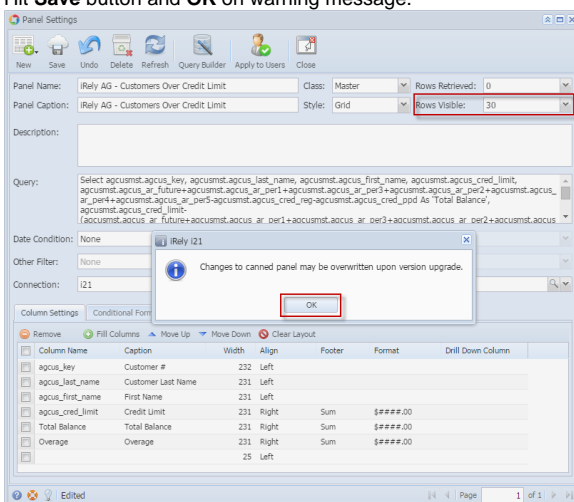 Hit Save button and OK on warning message.
Panel Settings
New Save Undo Delete Refresh Query Builder Apply to Users Close
Panel Name: iRely AG - Customers Over Credit Limit Class: Master Rows Retrieved: 0
Panel Caption: iRely AG - Customers Over Credit Limit Style: Grid Rows Visible: 30
Description:
Query: Select agcusmst.agcus_key, agcusmst.agcus_last_name, agcusmst.agcus_first_name, agcusmst.agcus_cred_limit,
agcusmst.agcus_ar_future+agcusmst.agcus_ar_per1+agcusmst.agcus_ar_per3+agcusmst.agcus_ar_per2+agcusmst.agcus_
ar_per4+agcusmst.agcus_ar_per5-agcusmst.agcus_cred_reg-agcusmst.agcus_cred_ppd As 'Total Balance',
agcusmst.agcus_cred_limit-
(agcusmst.agcus_ar_future+agcusmst.agcus_ar_per1+agcusmst.agcus_ar_per3+agcusmst.agcus_ar_per2+agcusmst.agcus
Date Condition: None
iRely i21
Other Filter: None
Changes to canned panel may be overwritten upon version upgrade.
Connection: i21
OK
Column Settings Conditional Form
Remove Fill Columns Move Up Move Down Clear Layout
Column Name Caption Width Align Footer Format Drill Down Column
agcus_key Customer # 232 Left
agcus_last_name Customer Last Name 231 Left
agcus_first_name First Name 231 Left
agcus_cred_limit Credit Limit 231 Right Sum $####.00
Total Balance Total Balance 231 Right Sum $####.00
Overage Overage 231 Right Sum $####.00
25 Left
Edited Page 1 of 1